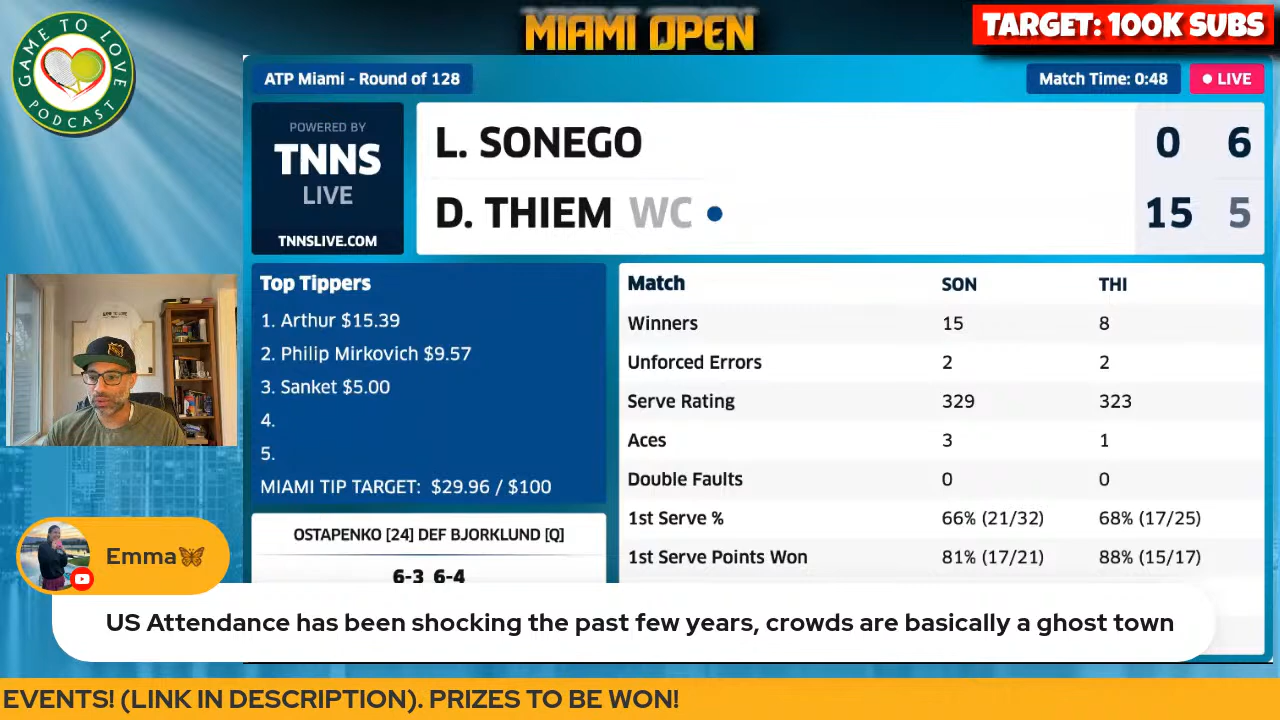 GAME TO LOVE
PODCAST
MIAMI OPEN
TARGET: 100K SUBS
ATP Miami - Round of 128
Match Time: 0:48
LIVE
POWERED BY
TNNS
LIVE
TNNSLIVE.COM
L. SONEGO
0 6
D. THIEM WC
15 5
Top Tippers
1. Arthur $15.39
2. Philip Mirkovich $9.57
3. Sanket $5.00
4.
5.
MIAMI TIP TARGET: $29.96 / $100
OSTAPENKO [24] DEF BJORKLUND [Q]
6-3 6-4
Match SON THI
Winners 15 8
Unforced Errors 2 2
Serve Rating 329 323
Aces 3 1
Double Faults 0 0
1st Serve % 66% (21/32) 68% (17/25)
1st Serve Points Won 81% (17/21) 88% (15/17)
Emma🦋
US Attendance has been shocking the past few years, crowds are basically a ghost town
EVENTS! (LINK IN DESCRIPTION). PRIZES TO BE WON!